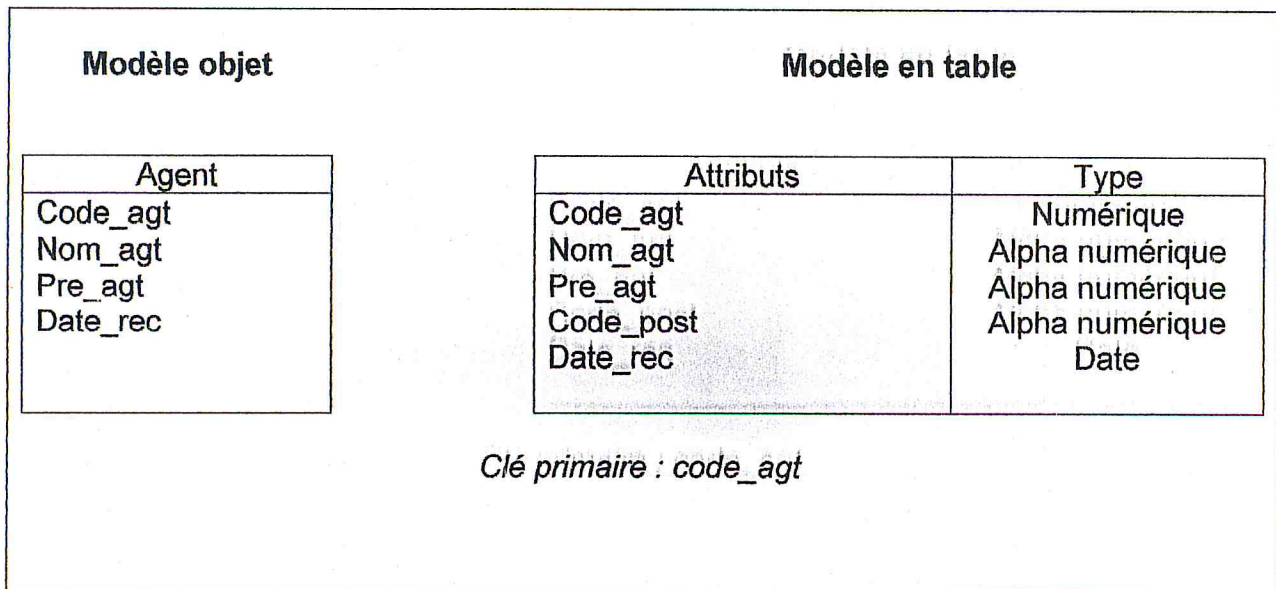 Modèle objet
Modèle en table
Agent
Code_agt
Nom_agt
Pre_agt
Date_rec
Attributs Type
Code_agt Numérique
Nom_agt Alpha numérique
Pre_agt Alpha numérique
Code_post Alpha numérique
Date_rec Date
Clé primaire : code_agt